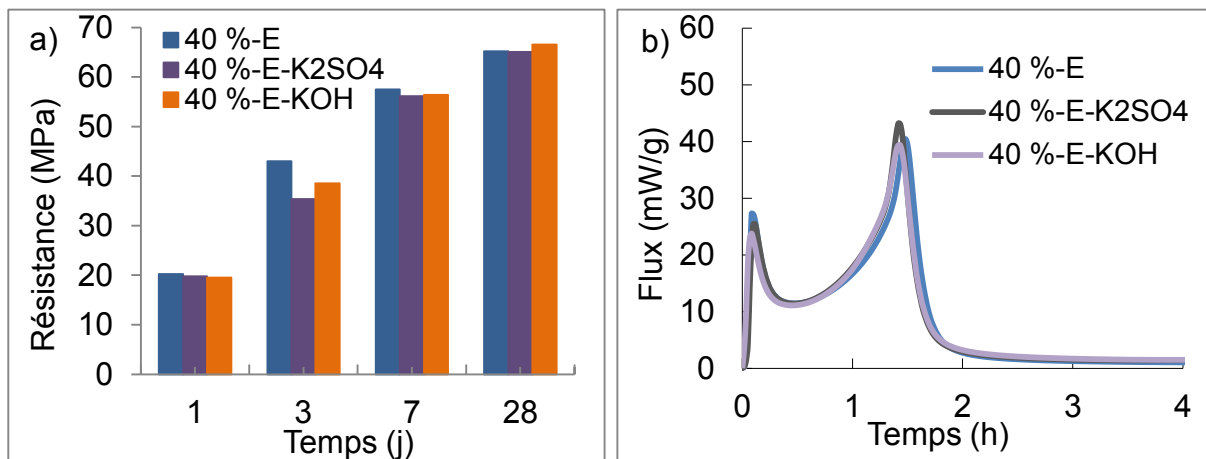 a)
40 %-E
40 %-E-K2SO4
40 %-E-KOH
Résistance (MPa)
70
60
50
40
30
20
10
0
1 3 7 28
Temps (j)
b)
40 %-E
40 %-E-K2SO4
40 %-E-KOH
Flux (mW/g)
60
50
40
30
20
10
0
0 1 2 3 4
Temps (h)